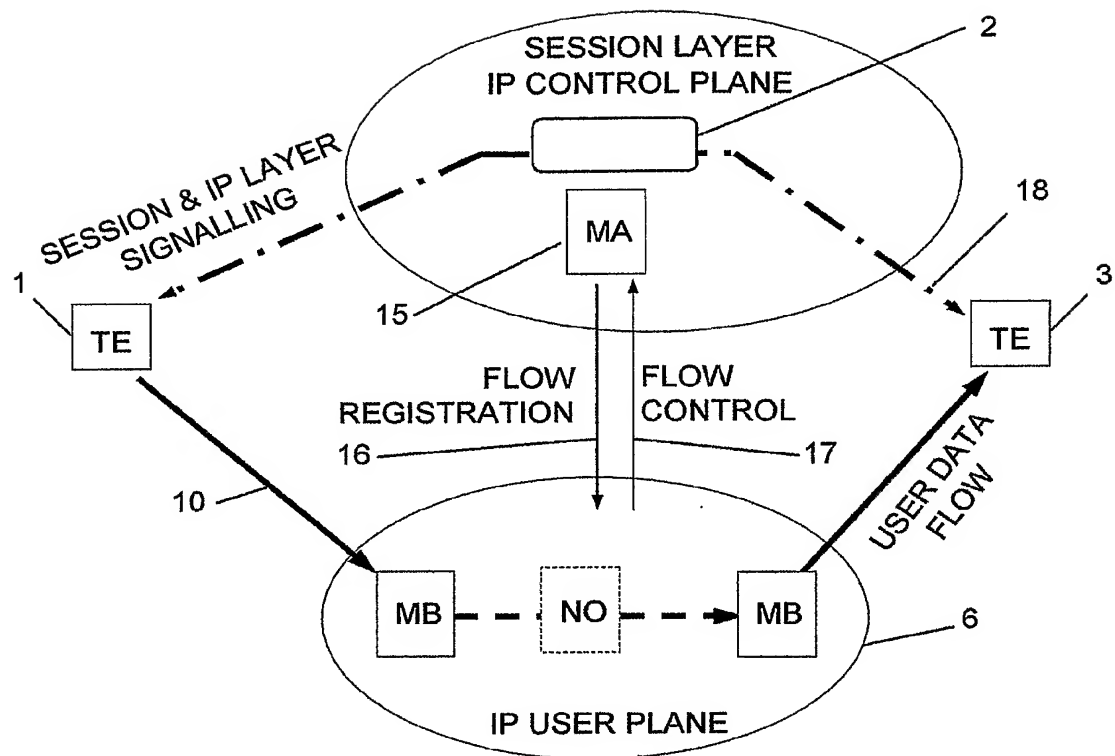 SESSION LAYER
IP CONTROL PLANE
2
SESSION & IP LAYER
SIGNALLING
18
1
MA
15
3
TE
TE
FLOW
REGISTRATION
FLOW
CONTROL
16
17
10
USER DATA
FLOW
MB
NO
MB
6
IP USER PLANE